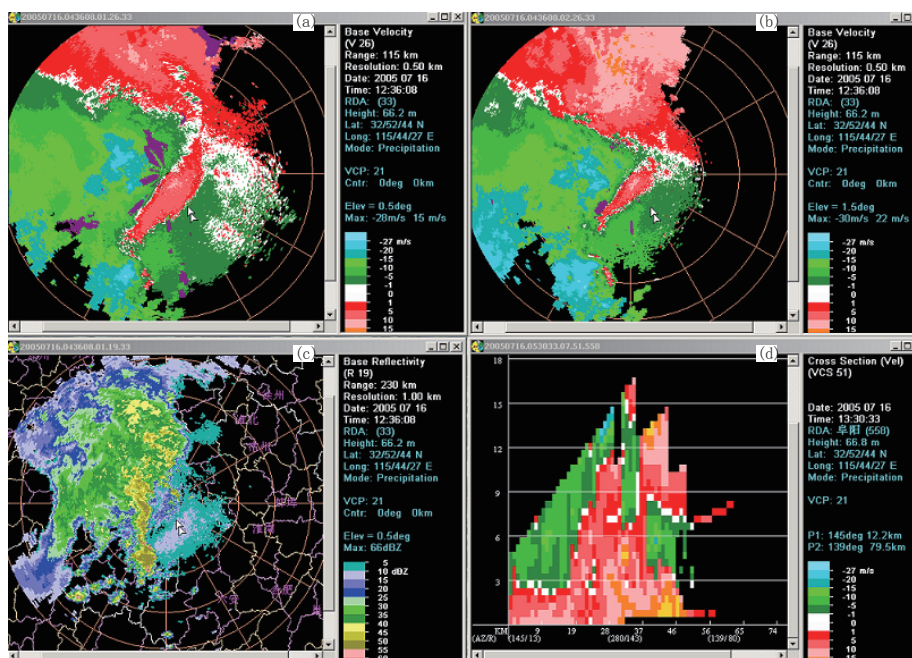 20050716.043608.01.26.33
(a)
Base Velocity
(V 26)
Range: 115 km
Resolution: 0.50 km
Date: 2005 07 16
Time: 12:36:08
RDA: (33)
Height: 66.2 m
Lat: 32/52/44 N
Long: 115/44/27 E
Mode: Precipitation
VCP: 21
Cntr: 0deg 0km
Elev = 0.5deg
Max: -28m/s 15 m/s
-27 m/s
-20
-15
-10
-5
-1
0
1
5
10
15
20050716.043608.02.26.33
(b)
Base Velocity
(V 26)
Range: 115 km
Resolution: 0.50 km
Date: 2005 07 16
Time: 12:36:08
RDA: (33)
Height: 66.2 m
Lat: 32/52/44 N
Long: 115/44/27 E
Mode: Precipitation
VCP: 21
Cntr: 0deg 0km
Elev = 1.5deg
Max: -30m/s 22 m/s
-27 m/s
-20
-15
-10
-5
-1
0
1
5
10
15
20050716.043608.01.19.33
(c)
Base Reflectivity
(R 19)
Range: 230 km
Resolution: 1.00 km
Date: 2005 07 16
Time: 12:36:08
RDA: (33)
Height: 66.2 m
Lat: 32/52/44 N
Long: 115/44/27 E
Mode: Precipitation
VCP: 21
Cntr: 0deg 0km
Elev = 0.5deg
Max: 66dBZ
5
10 dBZ
15
20
25
30
35
40
45
50
55
20050716.053033.07.51.558
(d)
Cross Section (Vel)
(VCS 51)
Date: 2005 07 16
Time: 13:30:33
RDA: 阜阳 (558)
Height: 66.8 m
Lat: 32/52/44 N
Long: 115/44/27 E
Mode: Precipitation
VCP: 21
P1: 145deg 12.2km
P2: 139deg 79.5km
-27 m/s
-20
-15
-10
-5
-1
0
1
5
10
15
18
15
12
9
6
3
KM
9
19
28
37
46
56
65
74
(AZ/R)
(145/13)
(280/143)
(139/80)